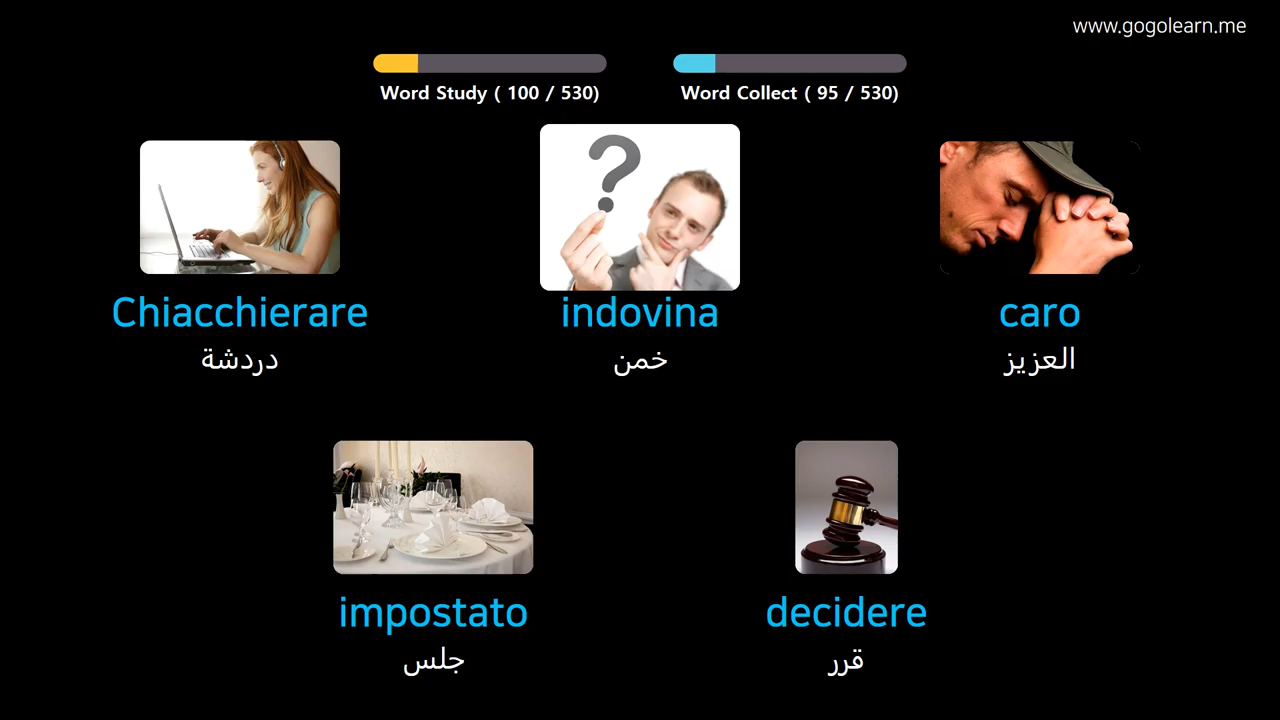 www.gogolearn.me
Word Study ( 100 / 530)
Word Collect ( 95 / 530)
Chiacchierare
دردشة
indovina
خمن
caro
العزيز
impostato
جلس
decidere
قرر